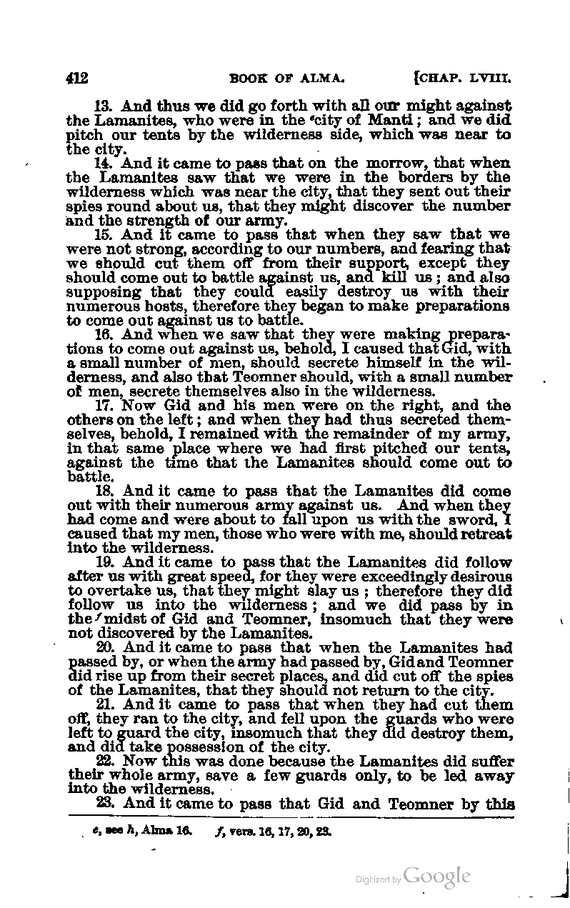 412 BOOK OF ALMA. [CHAP. LVIII.
13. And thus we did go forth with all our might against
the Lamanites, who were in the ᵉcity of Manti; and we did
pitch our tents by the wilderness side, which was near to
the city.
14. And it came to pass that on the morrow, that when
the Lamanites saw that we were in the borders by the
wilderness which was near the city, that they sent out their
spies round about us, that they might discover the number
and the strength of our army.
15. And it came to pass that when they saw that we
were not strong, according to our numbers, and fearing that
we should cut them off from their support, except they
should come out to battle against us, and kill us; and also
supposing that they could easily destroy us with their
numerous hosts, therefore they began to make preparations
to come out against us to battle.
16. And when we saw that they were making prepara-
tions to come out against us, behold, I caused that Gid, with
a small number of men, should secrete himself in the wil-
derness, and also that Teomner should, with a small number
of men, secrete themselves also in the wilderness.
17. Now Gid and his men were on the right, and the
others on the left; and when they had thus secreted them-
selves, behold, I remained with the remainder of my army,
in that same place where we had first pitched our tents,
against the time that the Lamanites should come out to
battle.
18. And it came to pass that the Lamanites did come
out with their numerous army against us. And when they
had come and were about to fall upon us with the sword, I
caused that my men, those who were with me, should retreat
into the wilderness.
19. And it came to pass that the Lamanites did follow
after us with great speed, for they were exceedingly desirous
to overtake us, that they might slay us; therefore they did
follow us into the wilderness; and we did pass by in
the ᶠmidst of Gid and Teomner, insomuch that they were
not discovered by the Lamanites.
20. And it came to pass that when the Lamanites had
passed by, or when the army had passed by, Gid and Teomner
did rise up from their secret places, and did cut off the spies
of the Lamanites, that they should not return to the city.
21. And it came to pass that when they had cut them
off, they ran to the city, and fell upon the guards who were
left to guard the city, insomuch that they did destroy them,
and did take possession of the city.
22. Now this was done because the Lamanites did suffer
their whole army, save a few guards only, to be led away
into the wilderness.
23. And it came to pass that Gid and Teomner by this
e, see h, Alma 16. f, vers. 16, 17, 20, 23.
Digitized by Google